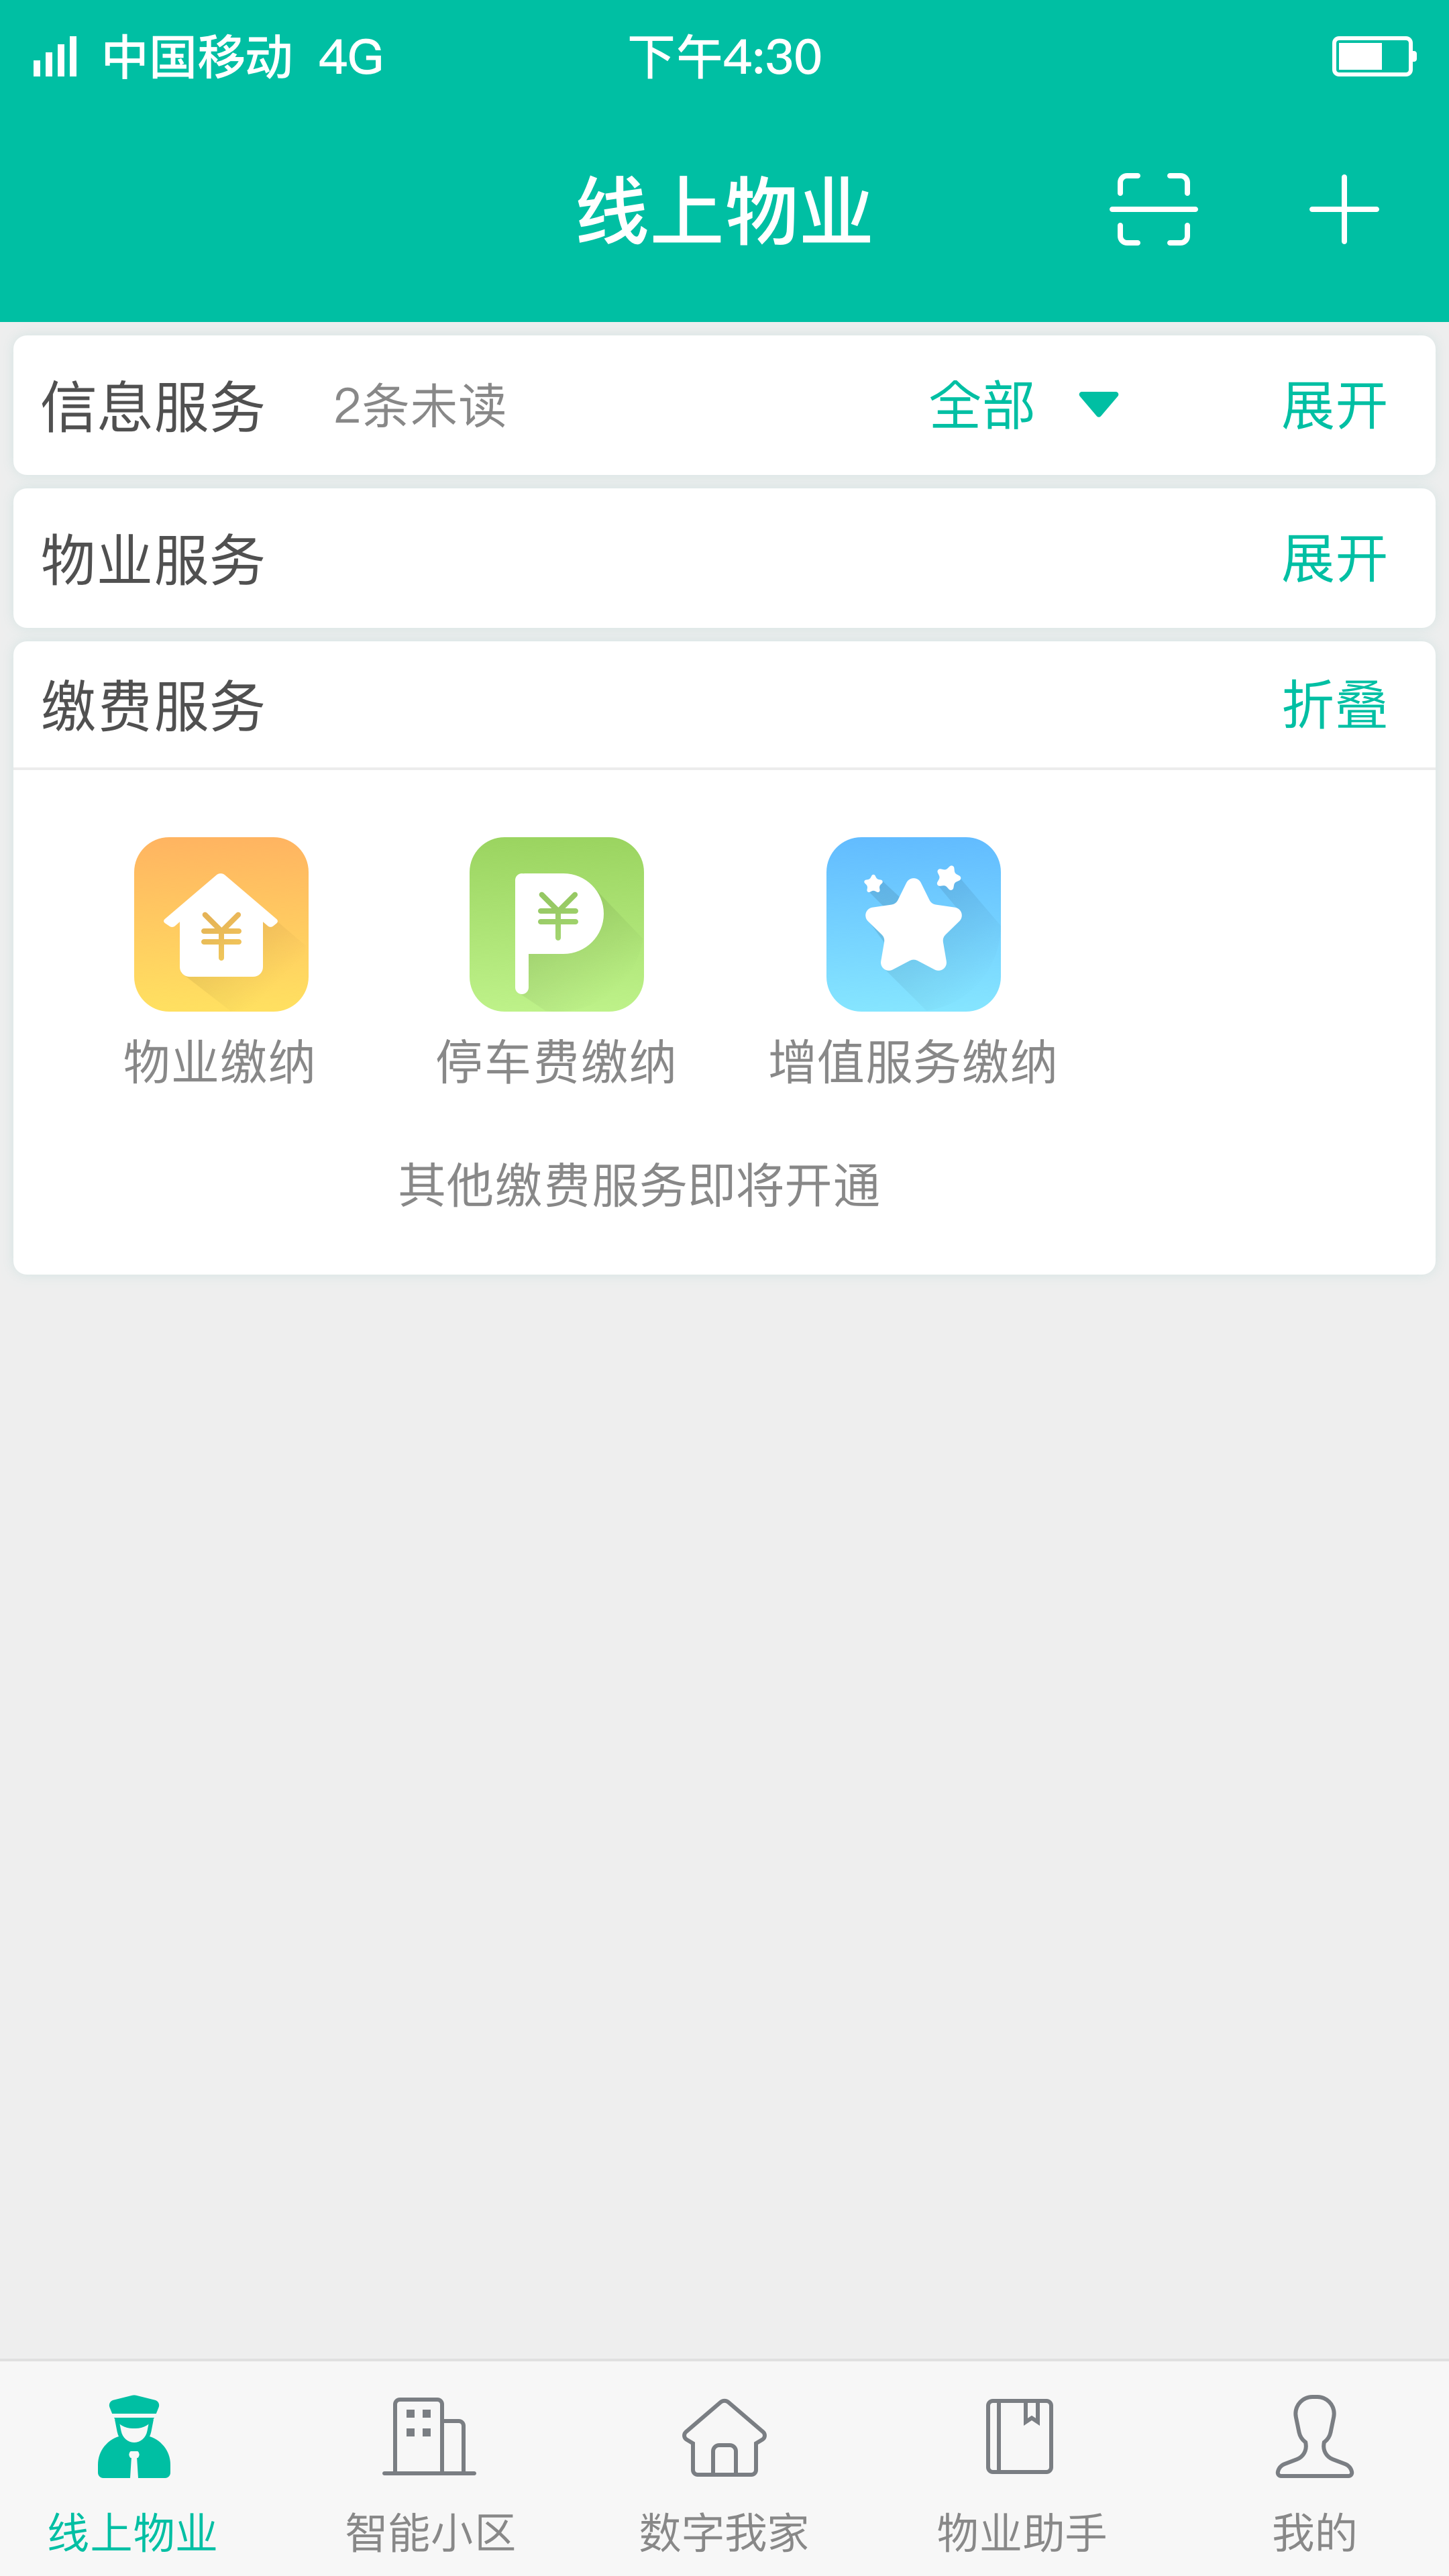 中国移动 4G 下午4:30
线上物业
信息服务 2条未读 全部 展开
物业服务 展开
缴费服务 折叠
物业缴纳 停车费缴纳 增值服务缴纳
其他缴费服务即将开通
线上物业 智能小区 数字我家 物业助手 我的